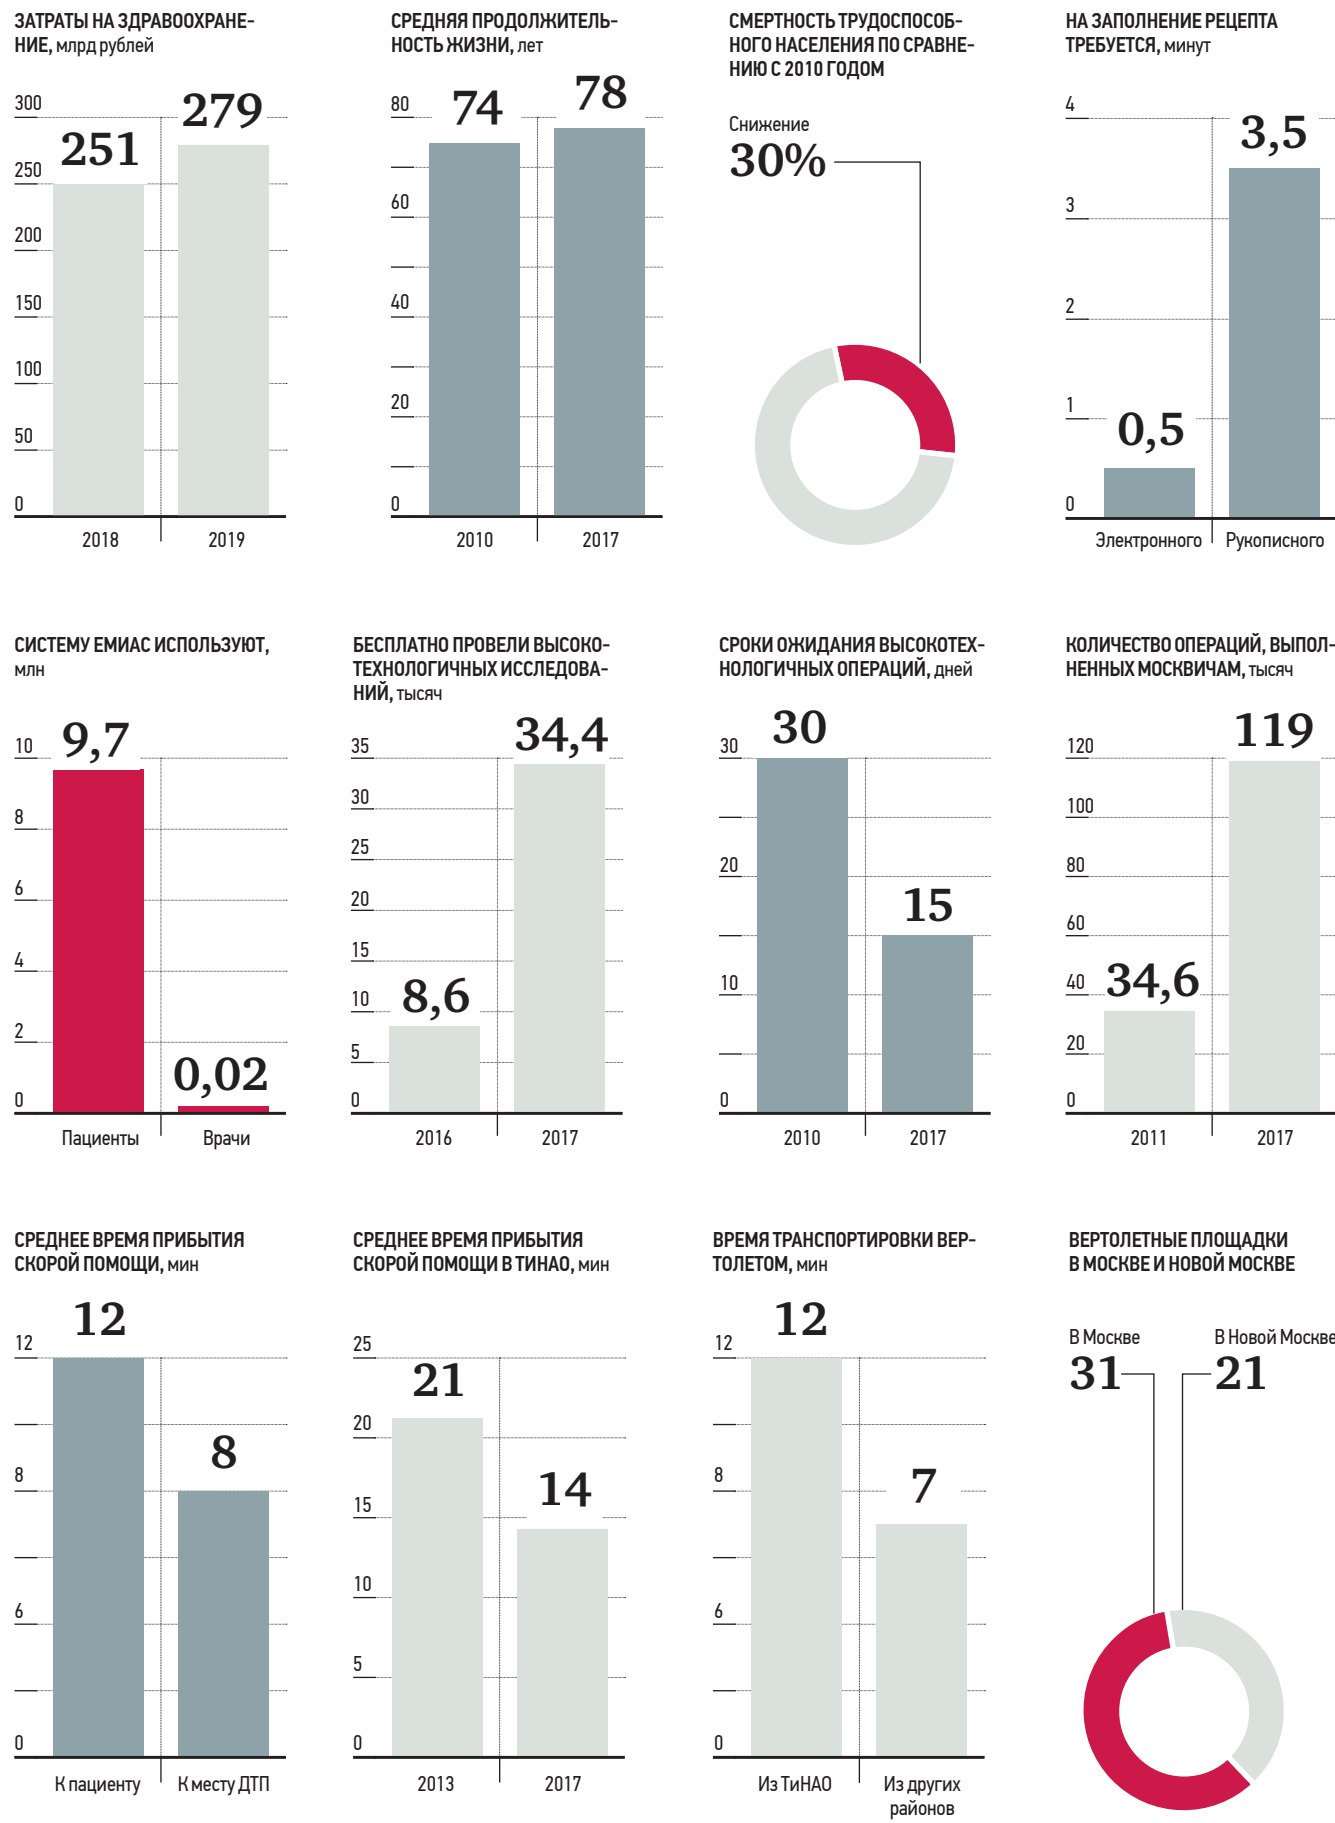 ЗАТРАТЫ НА ЗДРАВООХРАНЕ-
НИЕ, млрд рублей
300
250
200
150
100
50
0
251
279
2018
2019
СРЕДНЯЯ ПРОДОЛЖИТЕЛЬ-
НОСТЬ ЖИЗНИ, лет
80
60
40
20
0
74
78
2010
2017
СМЕРТНОСТЬ ТРУДОСПОСОБ-
НОГО НАСЕЛЕНИЯ ПО СРАВНЕ-
НИЮ С 2010 ГОДОМ
Снижение
30%
НА ЗАПОЛНЕНИЕ РЕЦЕПТА
ТРЕБУЕТСЯ, минут
4
3
2
1
0
0,5
3,5
Электронного
Рукописного
СИСТЕМУ ЕМИАС ИСПОЛЬЗУЮТ,
млн
10
8
6
4
2
0
9,7
0,02
Пациенты
Врачи
БЕСПЛАТНО ПРОВЕЛИ ВЫСОКО-
ТЕХНОЛОГИЧНЫХ ИССЛЕДОВА-
НИЙ, тысяч
35
30
25
20
15
10
5
0
8,6
34,4
2016
2017
СРОКИ ОЖИДАНИЯ ВЫСОКОТЕХ-
НОЛОГИЧНЫХ ОПЕРАЦИЙ, дней
30
20
10
0
30
15
2010
2017
КОЛИЧЕСТВО ОПЕРАЦИЙ, ВЫПОЛ-
НЕННЫХ МОСКВИЧАМ, тысяч
120
100
80
60
40
20
0
34,6
119
2011
2017
СРЕДНЕЕ ВРЕМЯ ПРИБЫТИЯ
СКОРОЙ ПОМОЩИ, мин
12
8
6
0
12
8
К пациенту
К месту ДТП
СРЕДНЕЕ ВРЕМЯ ПРИБЫТИЯ
СКОРОЙ ПОМОЩИ В ТИНАО, мин
25
20
15
10
5
0
21
14
2013
2017
ВРЕМЯ ТРАНСПОРТИРОВКИ ВЕР-
ТОЛЕТОМ, мин
12
8
6
0
12
7
Из ТиНАО
Из других
районов
ВЕРТОЛЕТНЫЕ ПЛОЩАДКИ
В МОСКВЕ И НОВОЙ МОСКВЕ
В Москве
31
В Новой Москве
21